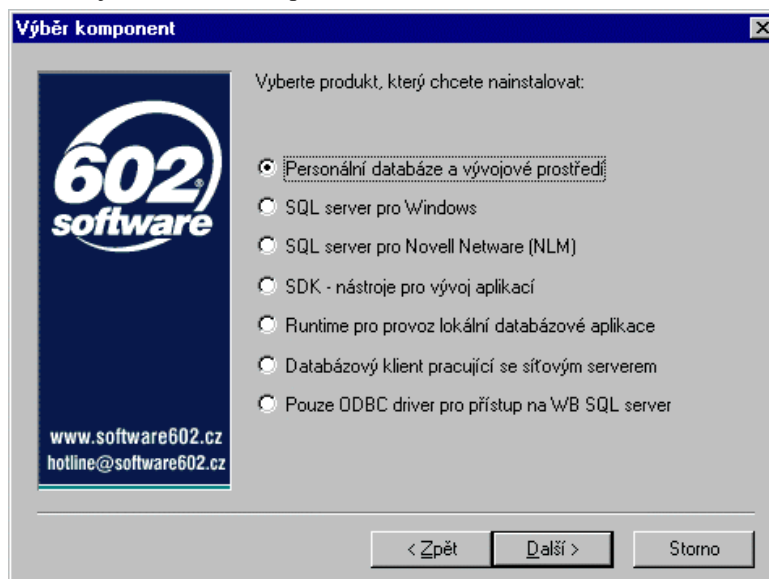 Výběr komponent
Vyberte produkt, který chcete nainstalovat:
602
software
Personální databáze a vývojové prostředí
SQL server pro Windows
SQL server pro Novell Netware (NLM)
SDK - nástroje pro vývoj aplikací
Runtime pro provoz lokální databázové aplikace
Databázový klient pracující se síťovým serverem
Pouze ODBC driver pro přístup na WB SQL server
www.software602.cz
hotline@software602.cz
< Zpět
Další >
Storno